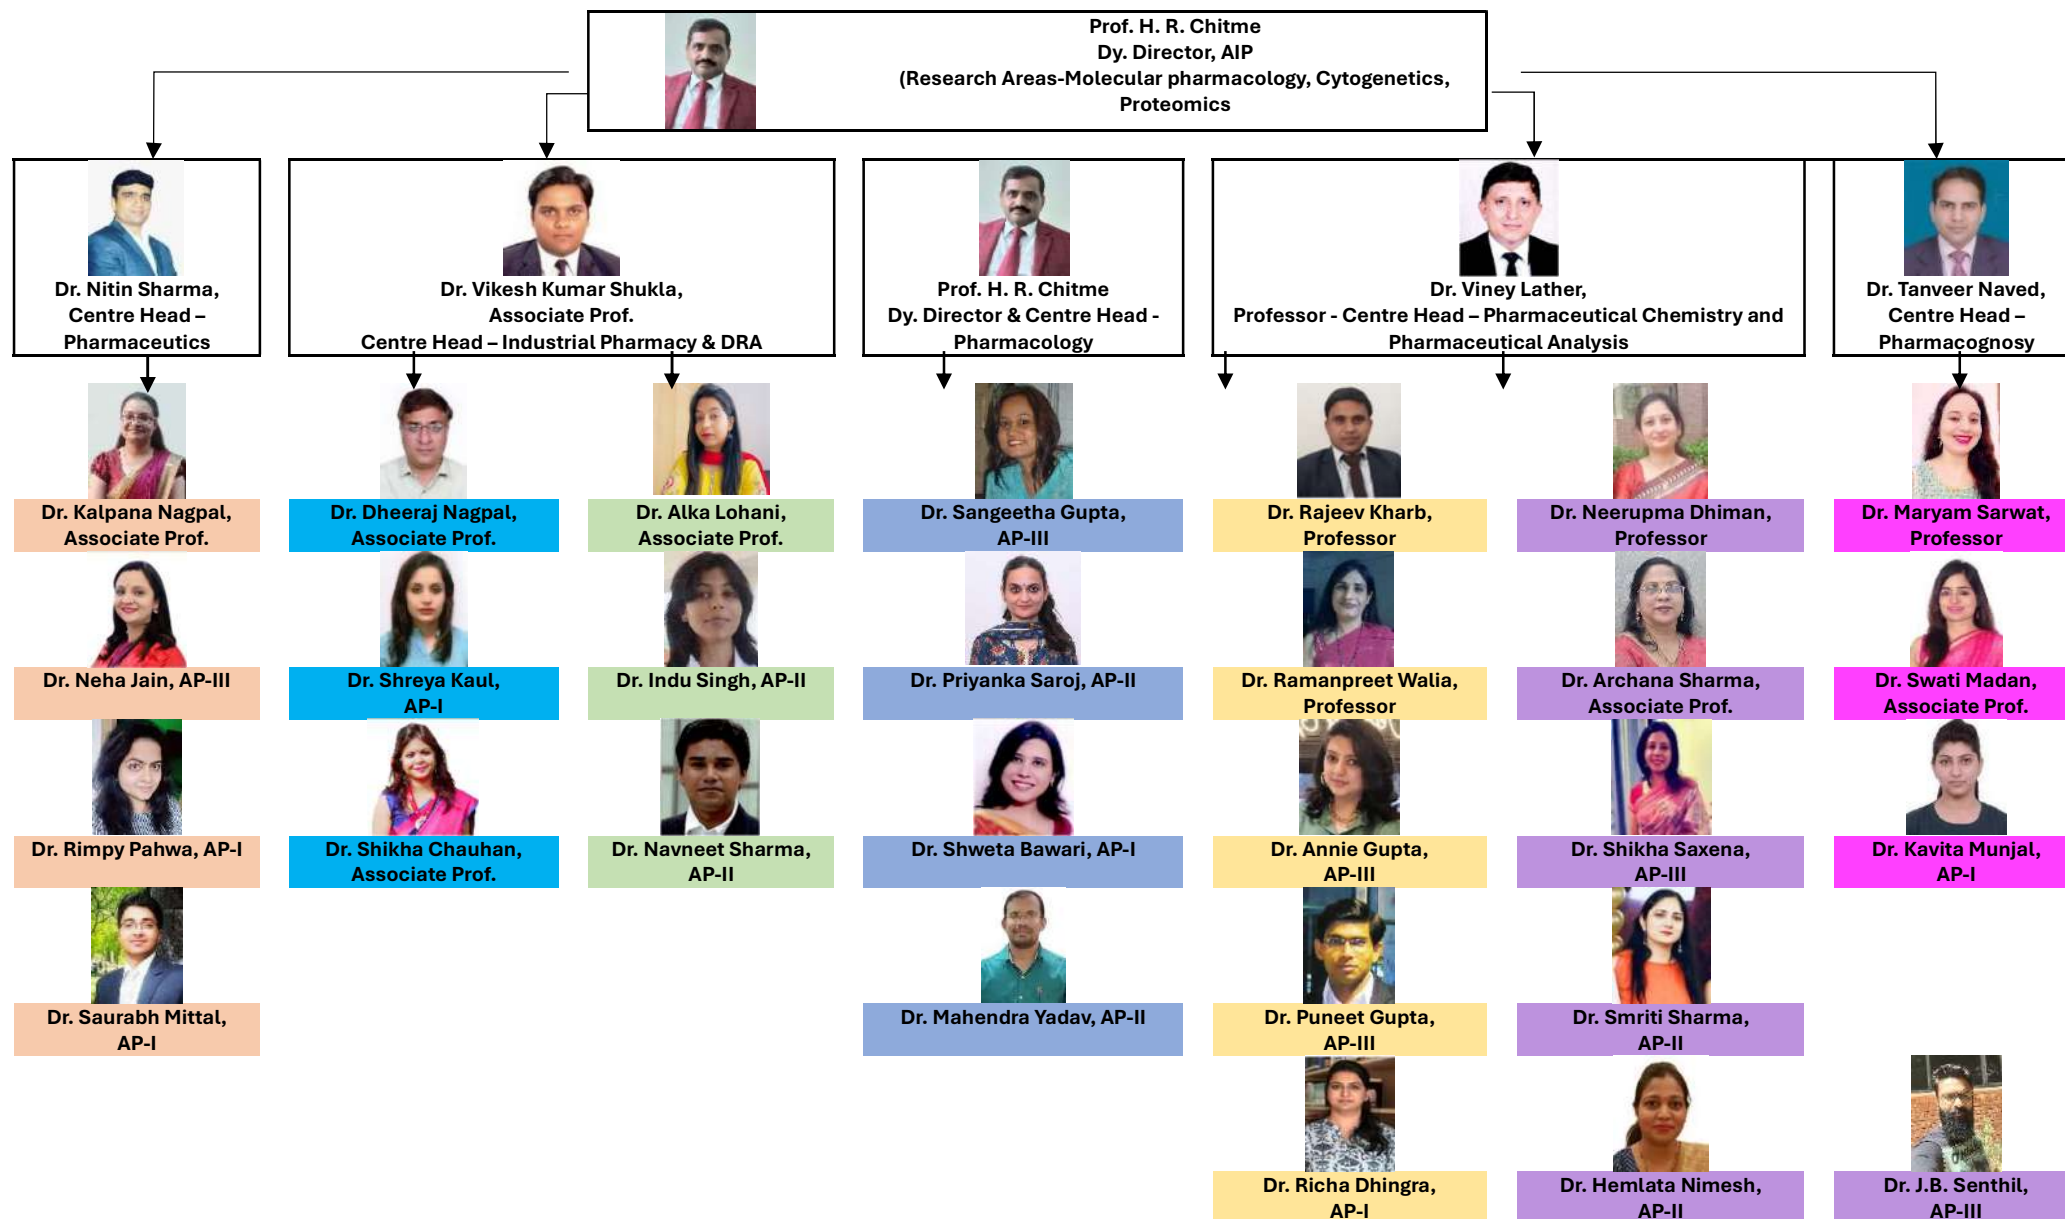 Prof. H. R. Chitme
Dy. Director, AIP
(Research Areas-Molecular pharmacology, Cytogenetics,
Proteomics
Dr. Nitin Sharma,
Centre Head –
Pharmaceutics
Dr. Vikesh Kumar Shukla,
Associate Prof.
Centre Head – Industrial Pharmacy & DRA
Prof. H. R. Chitme
Dy. Director & Centre Head -
Pharmacology
Dr. Viney Lather,
Professor - Centre Head – Pharmaceutical Chemistry and
Pharmaceutical Analysis
Dr. Tanveer Naved,
Centre Head –
Pharmacognosy
Dr. Kalpana Nagpal,
Associate Prof.
Dr. Dheeraj Nagpal,
Associate Prof.
Dr. Alka Lohani,
Associate Prof.
Dr. Sangeetha Gupta,
AP-III
Dr. Rajeev Kharb,
Professor
Dr. Neerupma Dhiman,
Professor
Dr. Maryam Sarwat,
Professor
Dr. Neha Jain, AP-III
Dr. Shreya Kaul,
AP-I
Dr. Indu Singh, AP-II
Dr. Priyanka Saroj, AP-II
Dr. Ramanpreet Walia,
Professor
Dr. Archana Sharma,
Associate Prof.
Dr. Swati Madan,
Associate Prof.
Dr. Rimpy Pahwa, AP-I
Dr. Shikha Chauhan,
Associate Prof.
Dr. Navneet Sharma,
AP-II
Dr. Shweta Bawari, AP-I
Dr. Annie Gupta,
AP-III
Dr. Shikha Saxena,
AP-III
Dr. Kavita Munjal,
AP-I
Dr. Saurabh Mittal,
AP-I
Dr. Mahendra Yadav, AP-II
Dr. Puneet Gupta,
AP-III
Dr. Smriti Sharma,
AP-II
Dr. Richa Dhingra,
AP-I
Dr. Hemlata Nimesh,
AP-II
Dr. J.B. Senthil,
AP-III